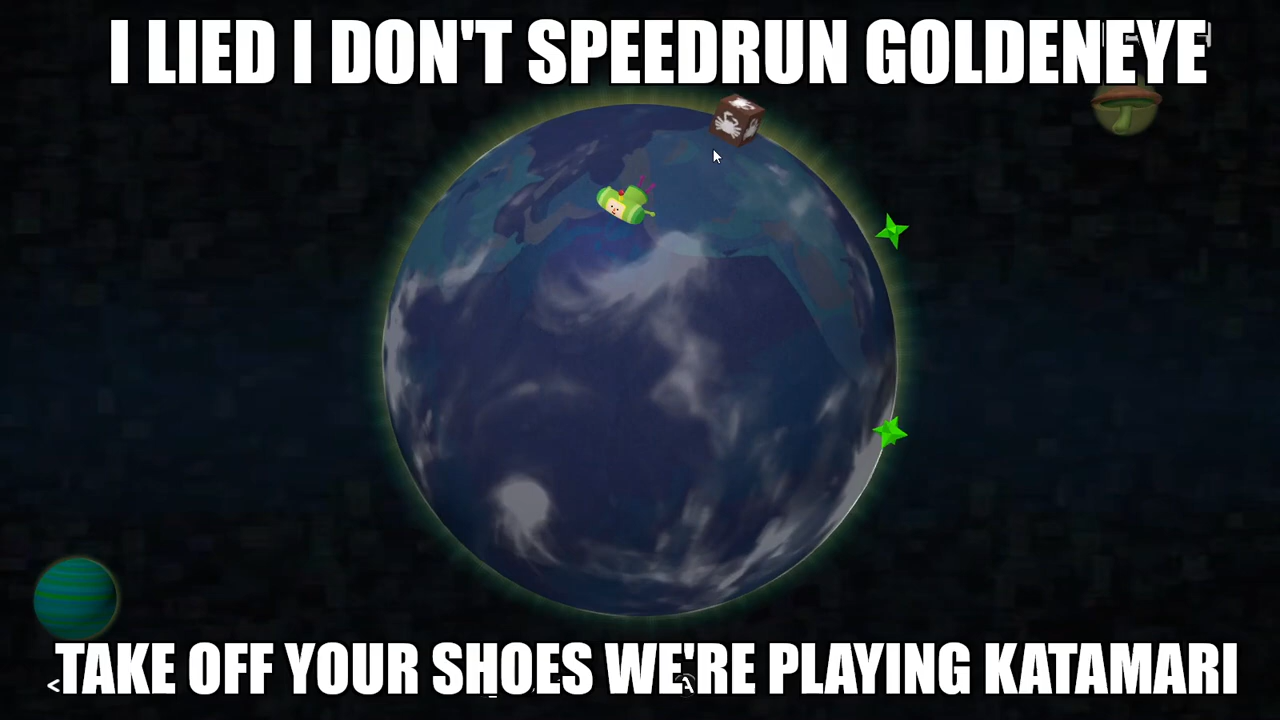 I LIED I DON'T SPEEDRUN GOLDENEYE
TAKE OFF YOUR SHOES WE'RE PLAYING KATAMARI